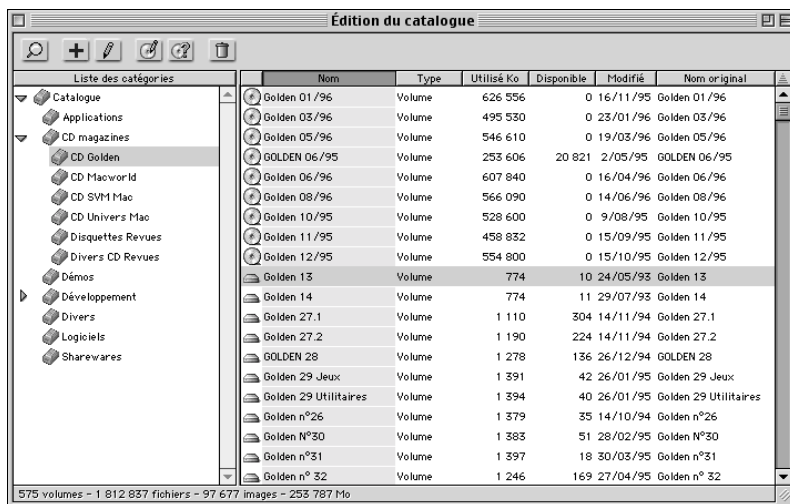 Édition du catalogue
Liste des catégories
Nom Type Utilisé Ko Disponible Modifié Nom original
Catalogue
Applications
CD magazines
CD Golden
CD Macworld
CD SVM Mac
CD Univers Mac
Disquettes Revues
Divers CD Revues
Démos
Développement
Divers
Logiciels
Sharewares
Golden 01/96 Volume 626 556 0 16/11/95 Golden 01/96
Golden 03/96 Volume 495 530 0 23/01/96 Golden 03/96
Golden 05/96 Volume 546 610 0 19/03/96 Golden 05/96
GOLDEN 06/95 Volume 253 606 20 821 2/05/95 GOLDEN 06/95
Golden 06/96 Volume 607 840 0 16/04/96 Golden 06/96
Golden 08/96 Volume 566 090 0 14/06/96 Golden 08/96
Golden 10/95 Volume 528 600 0 9/08/95 Golden 10/95
Golden 11/95 Volume 458 832 0 15/09/95 Golden 11/95
Golden 12/95 Volume 554 800 0 15/10/95 Golden 12/95
Golden 13 Volume 774 10 24/05/93 Golden 13
Golden 14 Volume 774 11 29/07/93 Golden 14
Golden 27.1 Volume 1 110 304 14/11/94 Golden 27.1
Golden 27.2 Volume 1 190 224 14/11/94 Golden 27.2
GOLDEN 28 Volume 1 278 136 26/12/94 GOLDEN 28
Golden 29 Jeux Volume 1 391 42 26/01/95 Golden 29 Jeux
Golden 29 Utilitaires Volume 1 394 40 26/01/95 Golden 29 Utilitaires
Golden n°26 Volume 1 379 35 14/10/94 Golden n°26
Golden N°30 Volume 1 383 51 28/02/95 Golden N°30
Golden n°31 Volume 1 397 18 30/03/95 Golden n°31
Golden n° 32 Volume 1 246 169 27/04/95 Golden n° 32
575 volumes - 1 812 837 fichiers - 97 677 images - 253 787 Mo